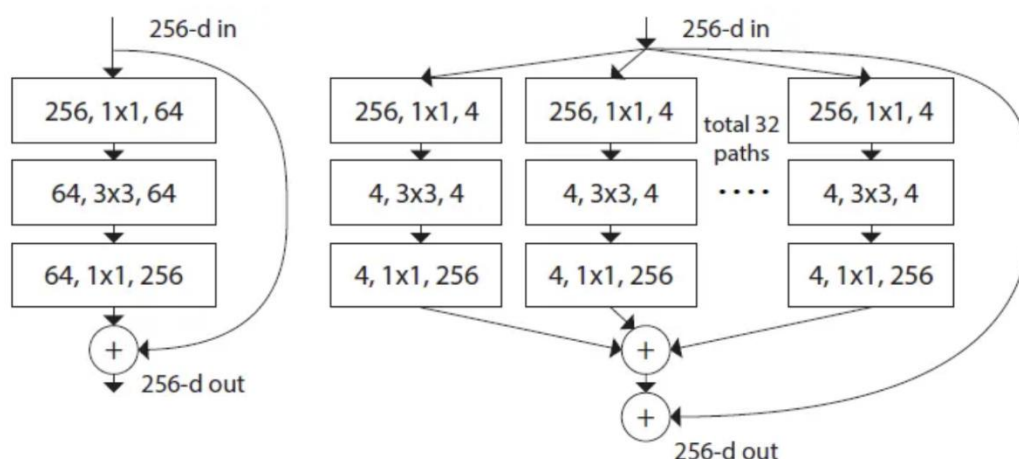 256-d in
256, 1x1, 64
64, 3x3, 64
64, 1x1, 256
+
256-d out
256-d in
256, 1x1, 4
256, 1x1, 4
total 32
paths
256, 1x1, 4
4, 3x3, 4
4, 3x3, 4
....
4, 3x3, 4
4, 1x1, 256
4, 1x1, 256
4, 1x1, 256
+
+
256-d out